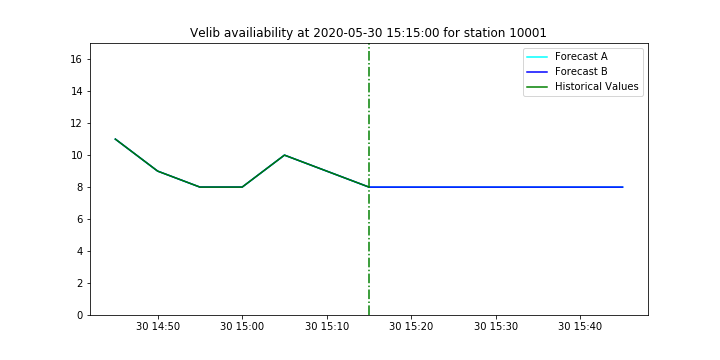 Velib availiability at 2020-05-30 15:15:00 for station 10001
Forecast A
Forecast B
Historical Values
16
14
12
10
8
6
4
2
0
30 14:50 30 15:00 30 15:10 30 15:20 30 15:30 30 15:40